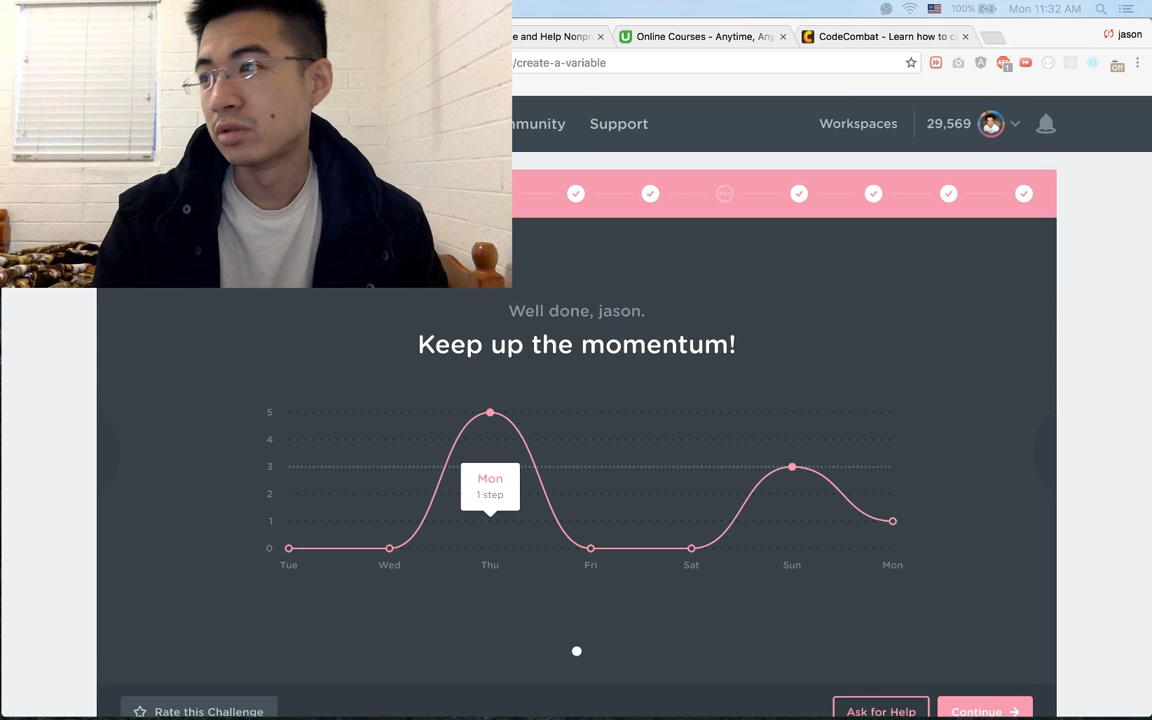 100%
Mon 11:32 AM
e and Help Nonpr
Online Courses - Anytime, Any
CodeCombat - Learn how to c
jason
/create-a-variable
1
Off
mmunity
Support
Workspaces
29,569
Well done, jason.
Keep up the momentum!
5
4
3
2
1
0
Mon
1 step
Tue
Wed
Thu
Fri
Sat
Sun
Mon
Rate this Challenge
Ask for Help
Continue